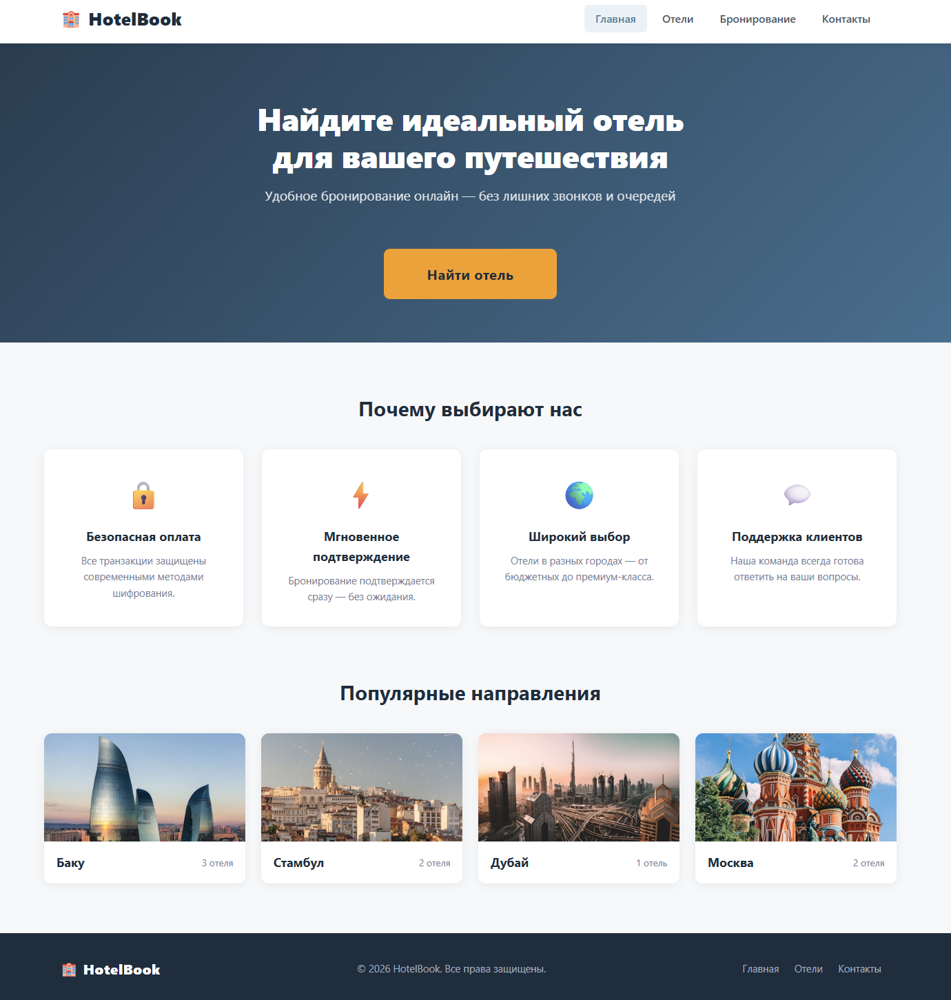 HotelBook
Главная Отели Бронирование Контакты
Найдите идеальный отель
для вашего путешествия
Удобное бронирование онлайн — без лишних звонков и очередей
Найти отель
Почему выбирают нас
Безопасная оплата
Все транзакции защищены
современными методами
шифрования.
Мгновенное
подтверждение
Бронирование подтверждается
сразу — без ожидания.
Широкий выбор
Отели в разных городах — от
бюджетных до премиум-класса.
Поддержка клиентов
Наша команда всегда готова
ответить на ваши вопросы.
Популярные направления
Баку 3 отеля
Стамбул 2 отеля
Дубай 1 отель
Москва 2 отеля
HotelBook
© 2026 HotelBook. Все права защищены.
Главная Отели Контакты